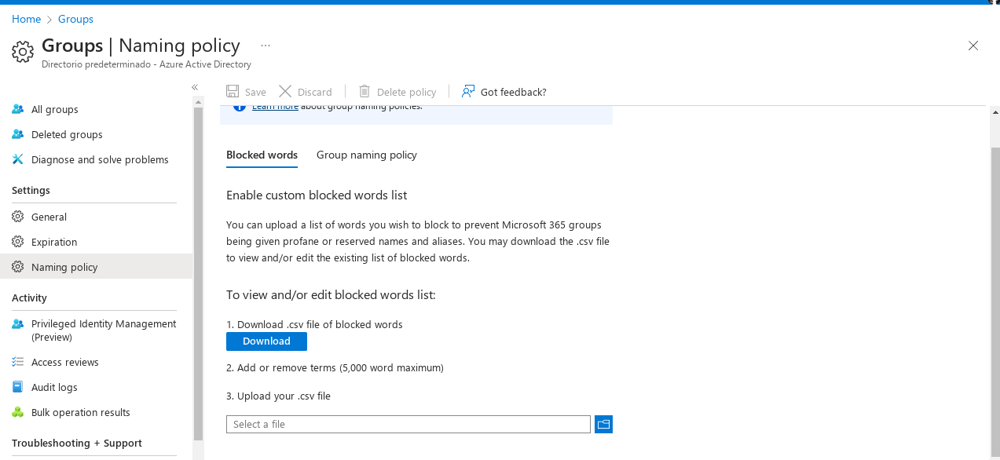 Home > Groups
Groups | Naming policy ...
Directorio predeterminado - Azure Active Directory
«
All groups
Deleted groups
Diagnose and solve problems
Settings
General
Expiration
Naming policy
Activity
Privileged Identity Management
(Preview)
Access reviews
Audit logs
Bulk operation results
Troubleshooting + Support
Save Discard Delete policy Got feedback?
Learn more about group naming policies.
Blocked words Group naming policy
Enable custom blocked words list
You can upload a list of words you wish to block to prevent Microsoft 365 groups
being given profane or reserved names and aliases. You may download the .csv file
to view and/or edit the existing list of blocked words.
To view and/or edit blocked words list:
1. Download .csv file of blocked words
Download
2. Add or remove terms (5,000 word maximum)
3. Upload your .csv file
Select a file